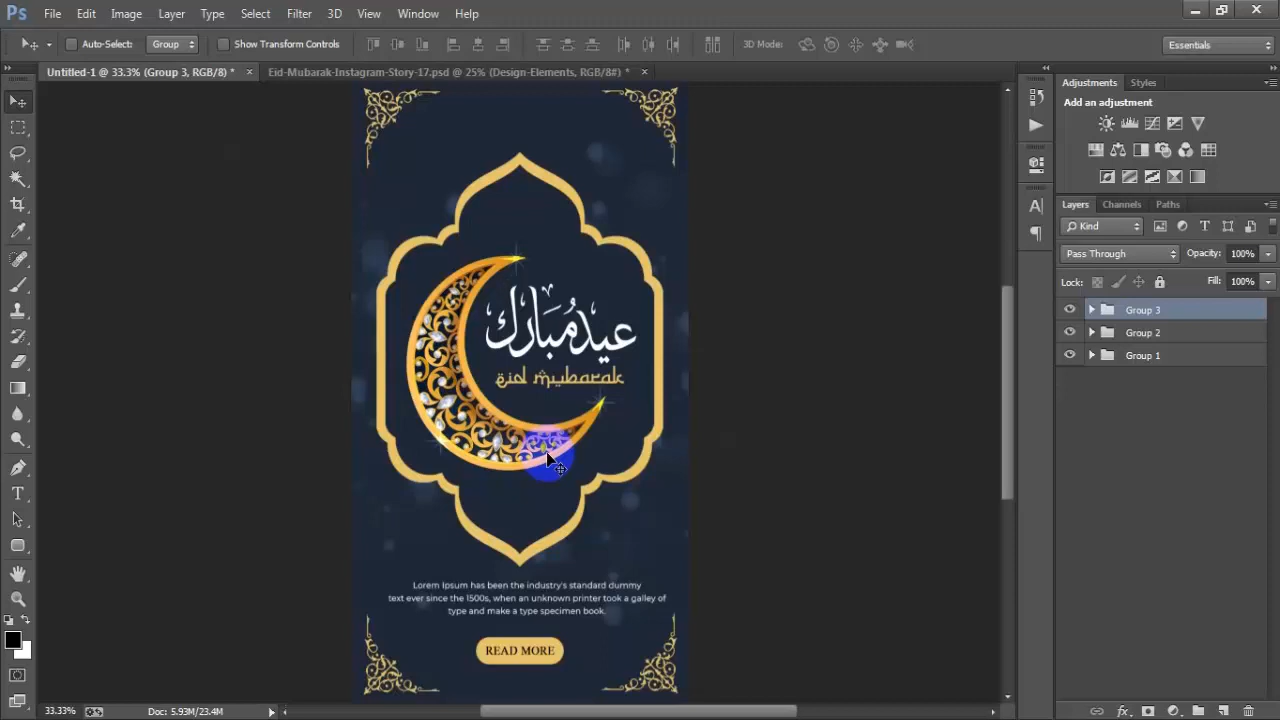 Ps File Edit Image Layer Type Select Filter 3D View Window Help
Auto-Select: Group Show Transform Controls 3D Mode: Essentials
Untitled-1 @ 33.3% (Group 3, RGB/8) * Eid-Mubarak-Instagram-Story-17.psd @ 25% (Design-Elements, RGB/8#) *
Adjustments Styles
Add an adjustment
Layers Channels Paths
Kind
Pass Through Opacity: 100%
Lock: Fill: 100%
Group 3
Group 2
Group 1
عيد مُبارك
eid mubarak
Lorem Ipsum has been the industry's standard dummy
text ever since the 1500s, when an unknown printer took a galley of
type and make a type specimen book.
READ MORE
33.33% Doc: 5.93M/23.4M